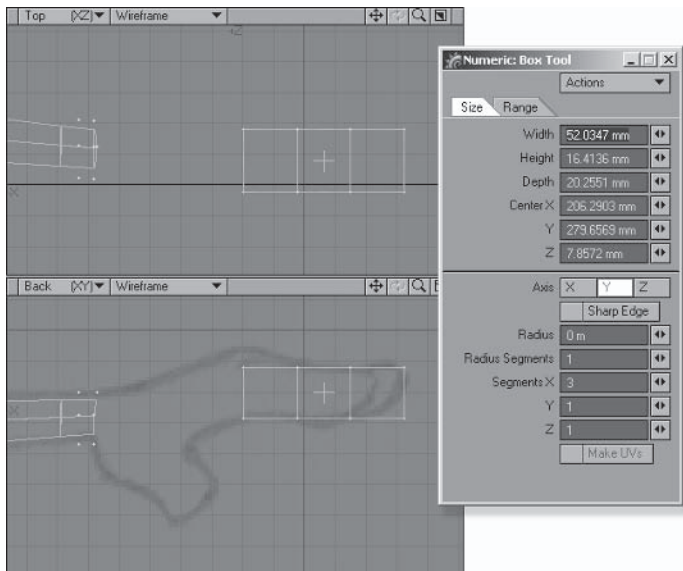 Top (XZ) Wireframe
Z
X
Back (XY) Wireframe
X
Numeric: Box Tool
Actions
Size Range
Width 52.0347 mm
Height 16.4136 mm
Depth 20.2551 mm
Center X 206.2903 mm
Y 279.6569 mm
Z 7.8572 mm
Axis X Y Z
Sharp Edge
Radius 0 m
Radius Segments 1
Segments X 3
Y 1
Z 1
Make UVs